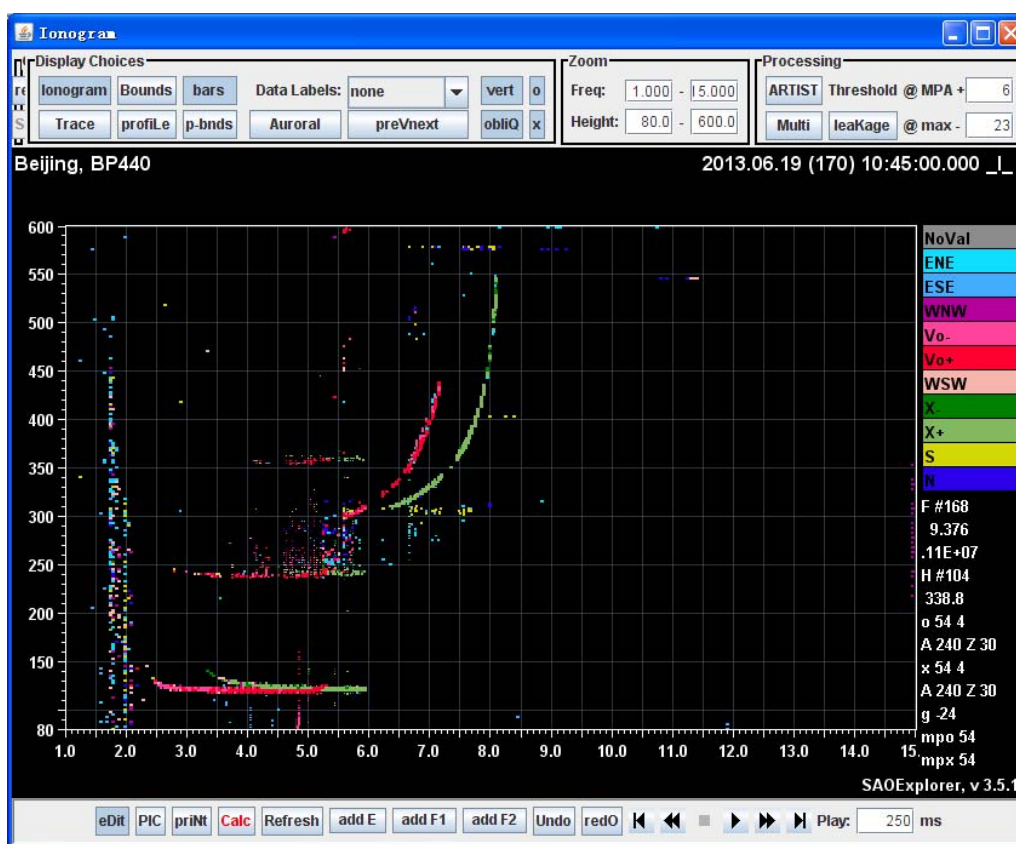 Ionogram
Display Choices
Zoom
Processing
Ionogram Bounds bars Data Labels: none vert o
Freq: 1.000 - 15.000
ARTIST Threshold @ MPA + 6
Trace profiLe p-bnds Auroral preVnext obliQ x
Height: 80.0 - 600.0
Multi leaKage @ max - 23
Beijing, BP440
2013.06.19 (170) 10:45:00.000 _I_
600
550
500
450
400
350
300
250
200
150
80
1.0 2.0 3.0 4.0 5.0 6.0 7.0 8.0 9.0 10.0 11.0 12.0 13.0 14.0 15.
NoVal
ENE
ESE
WNW
Vo-
Vo+
WSW
X-
X+
S
N
F #168
9.376
.11E+07
H #104
338.8
o 54 4
A 240 Z 30
x 54 4
A 240 Z 30
g -24
mpo 54
mpx 54
SAOExplorer, v 3.5.1
eDit PIC priNt Calc Refresh add E add F1 add F2 Undo redO Play: 250 ms